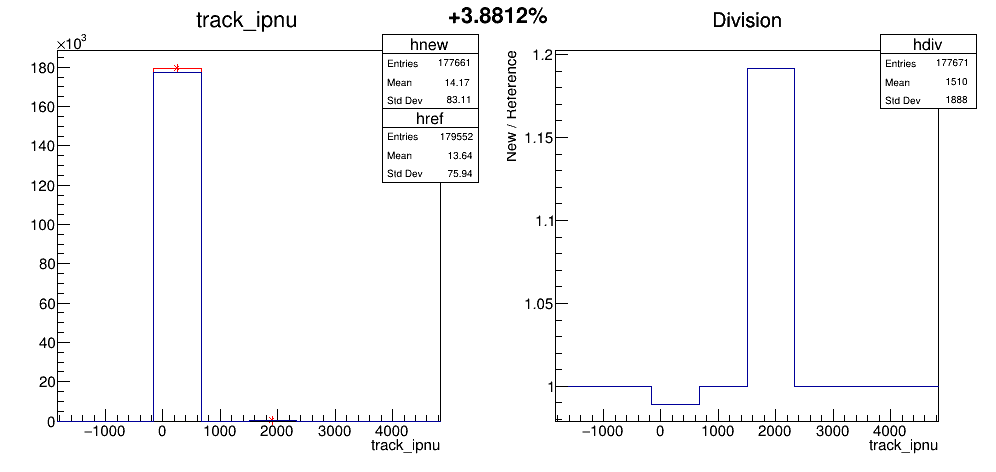 track_ipnu
+3.8812%
Division
×10³
hnew
Entries 177661
Mean 14.17
Std Dev 83.11
href
Entries 179552
Mean 13.64
Std Dev 75.94
180
160
140
120
100
80
60
40
20
0
−1000 0 1000 2000 3000 4000
track_ipnu
New / Reference
hdiv
Entries 177671
Mean 1510
Std Dev 1888
1.2
1.15
1.1
1.05
1
−1000 0 1000 2000 3000 4000
track_ipnu